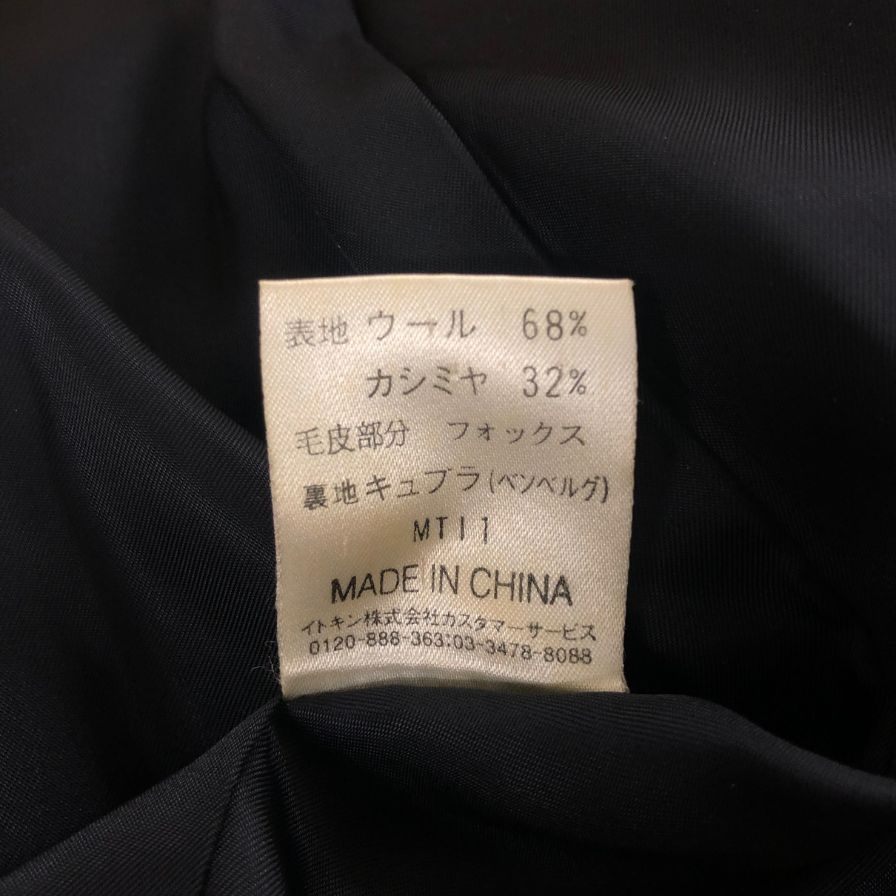 表地 ウール 68%
カシミヤ 32%
毛皮部分 フォックス
裏地キュプラ(ベンベルグ)
MT11
MADE IN CHINA
イトキン株式会社カスタマーサービス
0120-888-363:03-3478-8088